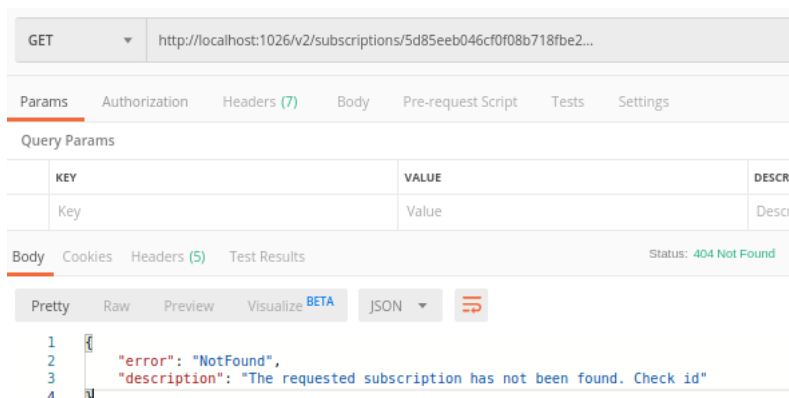 GET http://localhost:1026/v2/subscriptions/5d85eeb046cf0f08b718fbe2...
Params Authorization Headers (7) Body Pre-request Script Tests Settings
Query Params
KEY VALUE DESCR
Key Value Desc
Body Cookies Headers (5) Test Results Status: 404 Not Found
Pretty Raw Preview Visualize BETA JSON
1 {
2 "error": "NotFound",
3 "description": "The requested subscription has not been found. Check id"
4 }